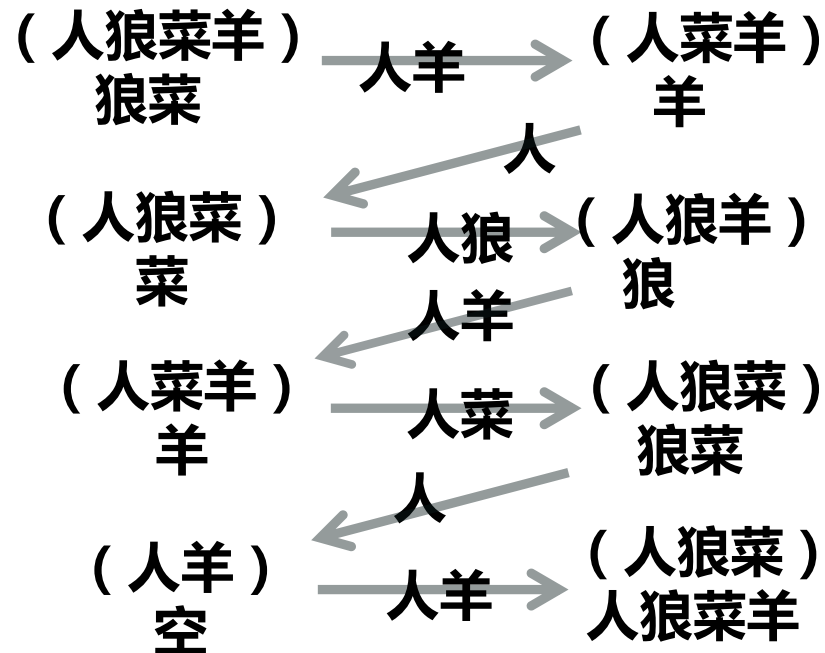 （人狼菜羊）
狼菜
人羊
（人菜羊）
羊
人
（人狼菜）
菜
人狼
（人狼羊）
狼
人羊
（人菜羊）
羊
人菜
（人狼菜）
狼菜
人
（人羊）
空
人羊
（人狼菜）
人狼菜羊